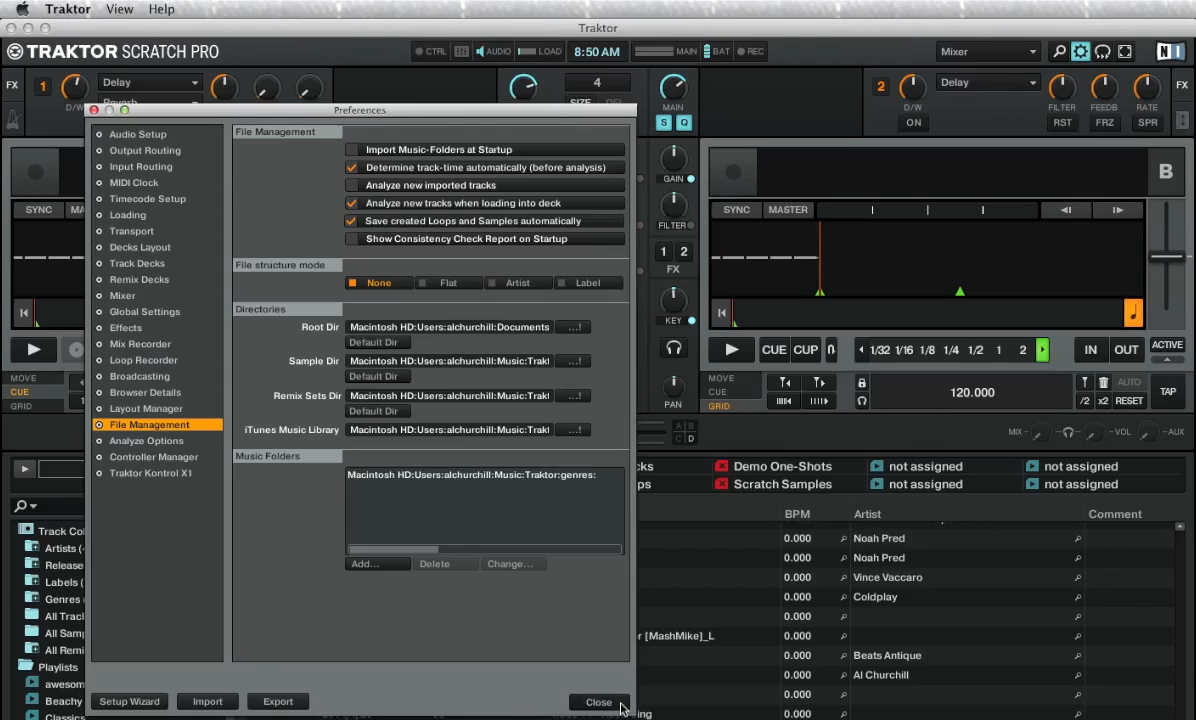 Traktor View Help
Traktor
TRAKTOR SCRATCH PRO CTRL AUDIO LOAD 8:50 AM MAIN BAT REC Mixer
FX 1 Delay 4 MAIN 2 Delay FX
D/W FILTER FEEDB RATE
S Q ON RST FRZ SPR
Preferences
Audio Setup
Output Routing
Input Routing
MIDI Clock
Timecode Setup
Loading
Transport
Decks Layout
Track Decks
Remix Decks
Mixer
Global Settings
Effects
Mix Recorder
Loop Recorder
Broadcasting
Browser Details
Layout Manager
File Management
Analyze Options
Controller Manager
Traktor Kontrol X1
File Management
Import Music-Folders at Startup
Determine track-time automatically (before analysis)
Analyze new imported tracks
Analyze new tracks when loading into deck
Save created Loops and Samples automatically
Show Consistency Check Report on Startup
File structure mode
None Flat Artist Label
Directories
Root Dir Macintosh HD:Users:alchurchill:Documents ...!
Default Dir
Sample Dir Macintosh HD:Users:alchurchill:Music:Trakt ...!
Default Dir
Remix Sets Dir Macintosh HD:Users:alchurchill:Music:Trakt ...!
Default Dir
iTunes Music Library Macintosh HD:Users:alchurchill:Music:Trakt ...!
Music Folders
Macintosh HD:Users:alchurchill:Music:Traktor:genres:
Add... Delete Change...
Setup Wizard Import Export Close
SYNC
MOVE
CUE
GRID
GAIN
FILTER
1 2
FX
KEY
PAN
B
SYNC MASTER
CUE CUP 1/32 1/16 1/8 1/4 1/2 1 2 IN OUT ACTIVE
MOVE
CUE
GRID
120.000
AUTO
/2 x2 RESET
TAP
A B
C D
MIX VOL AUX
Demo One-Shots not assigned not assigned
Scratch Samples not assigned not assigned
Artists
Labels
Genres
Playlists
awesom
Beachy
BPM Artist Comment
0.000 Noah Pred
0.000 Noah Pred
0.000 Vince Vaccaro
0.000 Coldplay
0.000
[MashMike]_L 0.000
0.000 Beats Antique
0.000 Al Churchill
0.000
0.000